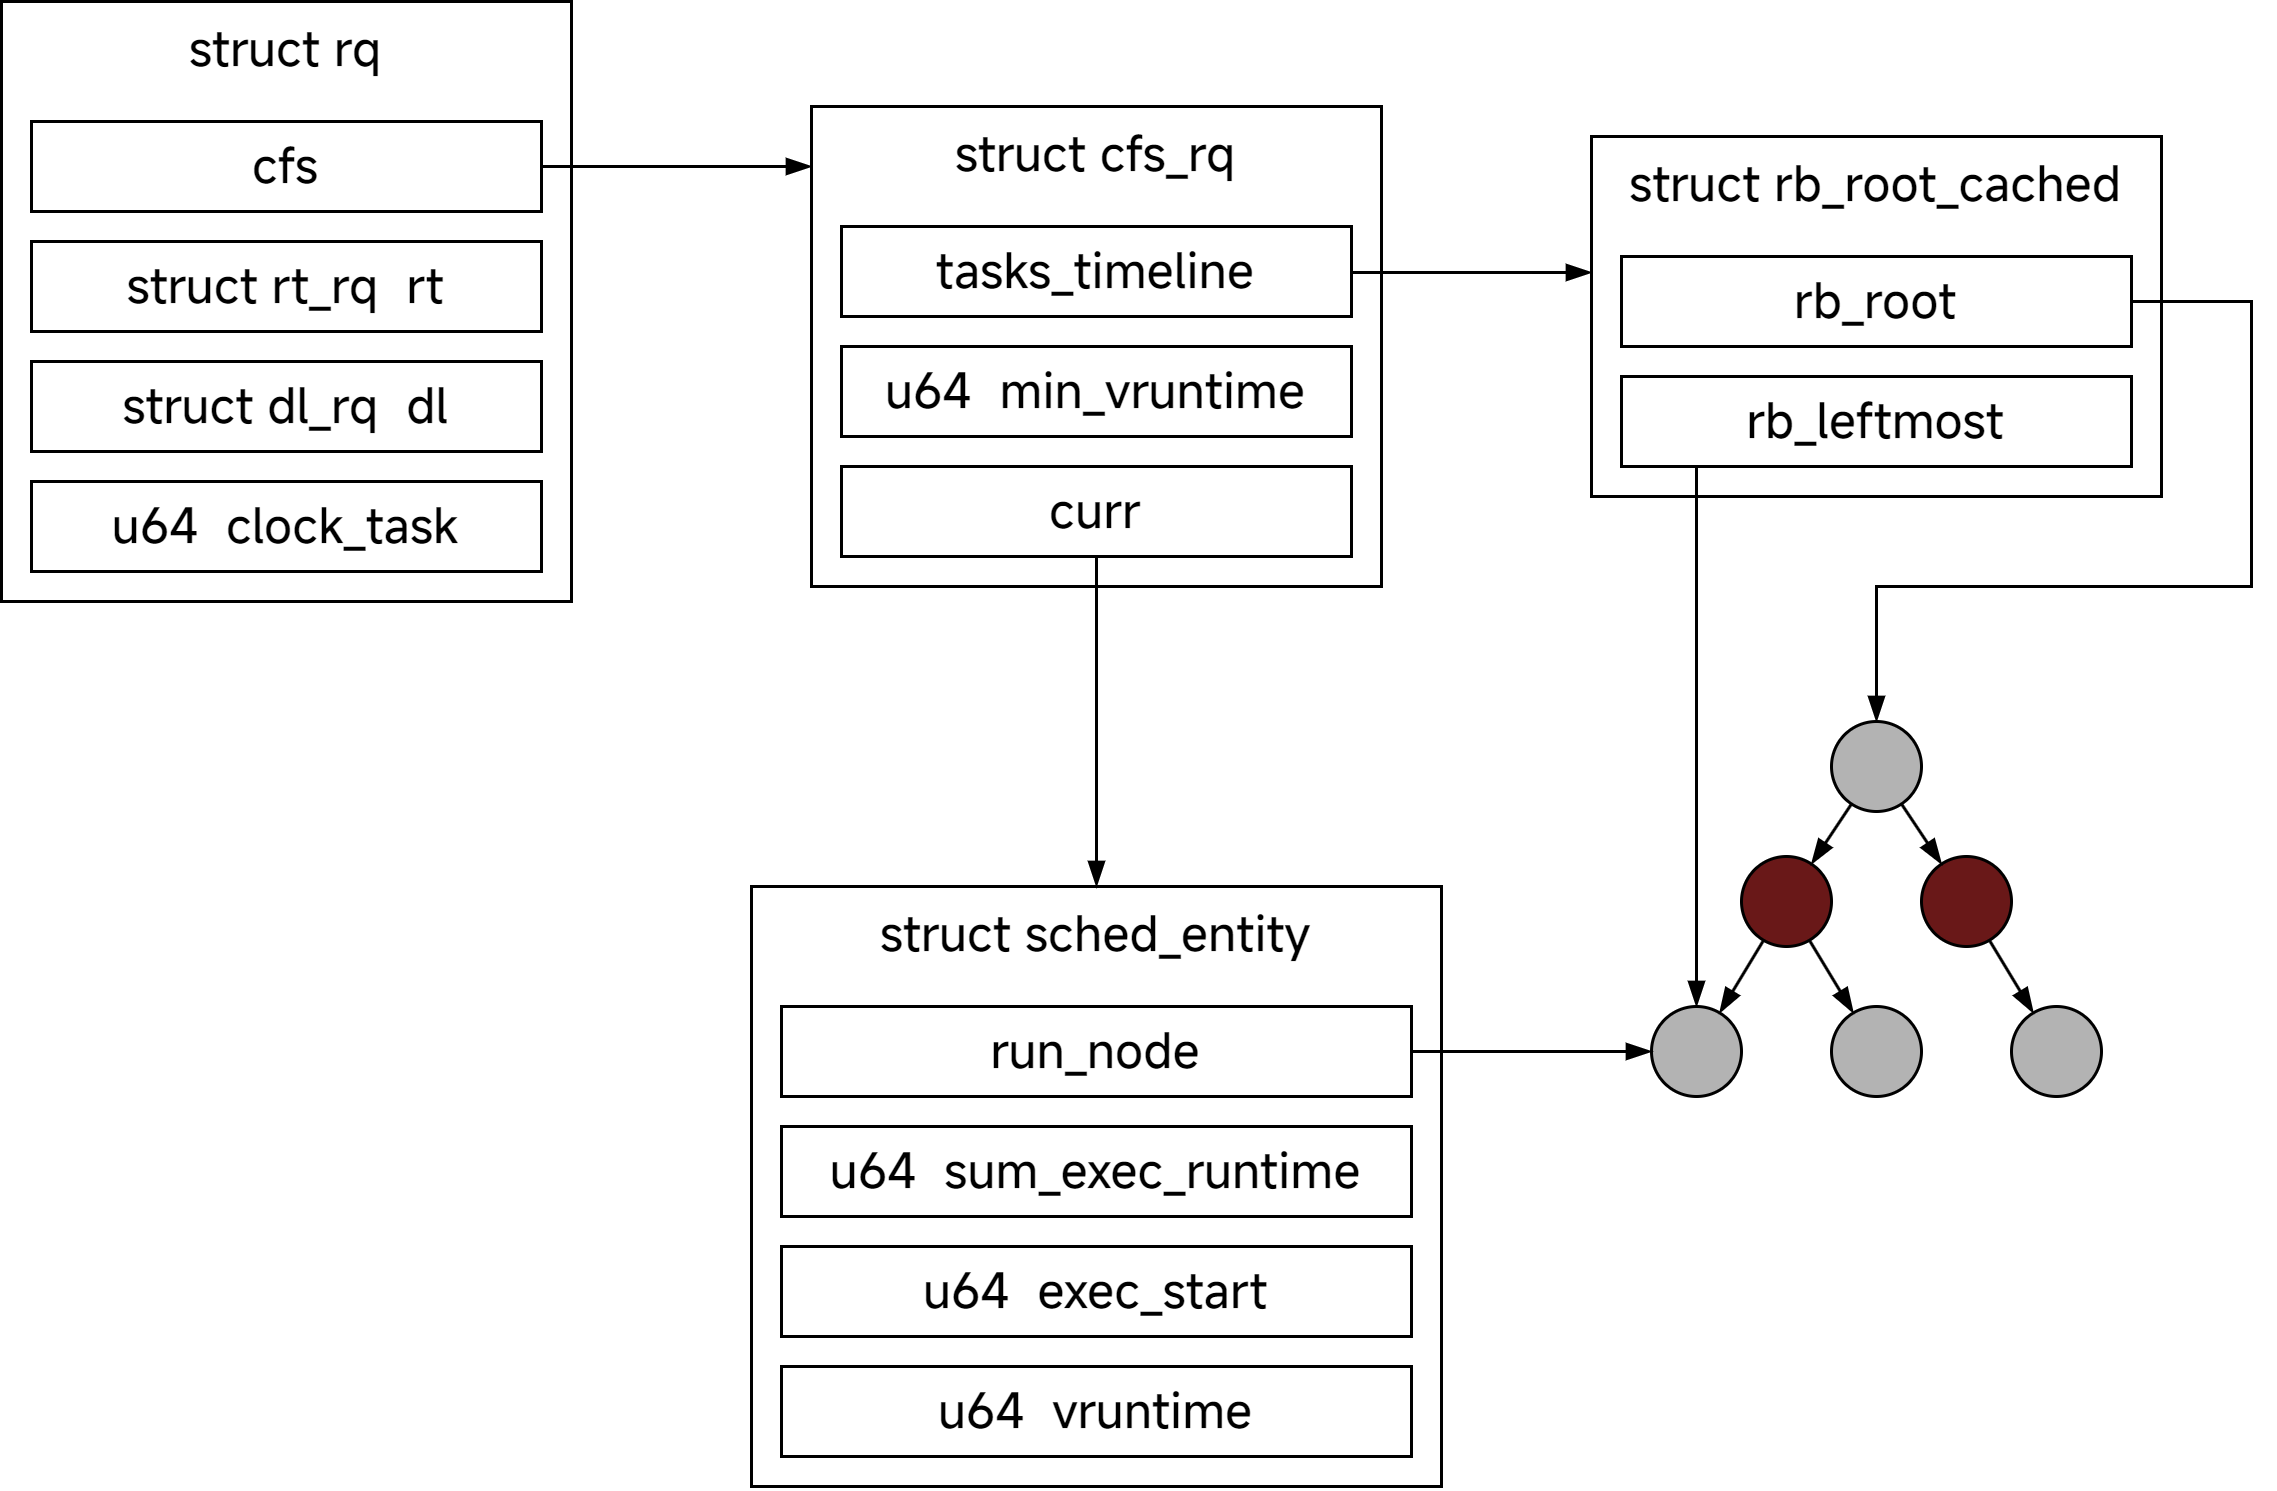 struct rq
cfs
struct rt_rq  rt
struct dl_rq  dl
u64  clock_task
struct cfs_rq
tasks_timeline
u64  min_vruntime
curr
struct rb_root_cached
rb_root
rb_leftmost
struct sched_entity
run_node
u64  sum_exec_runtime
u64  exec_start
u64  vruntime